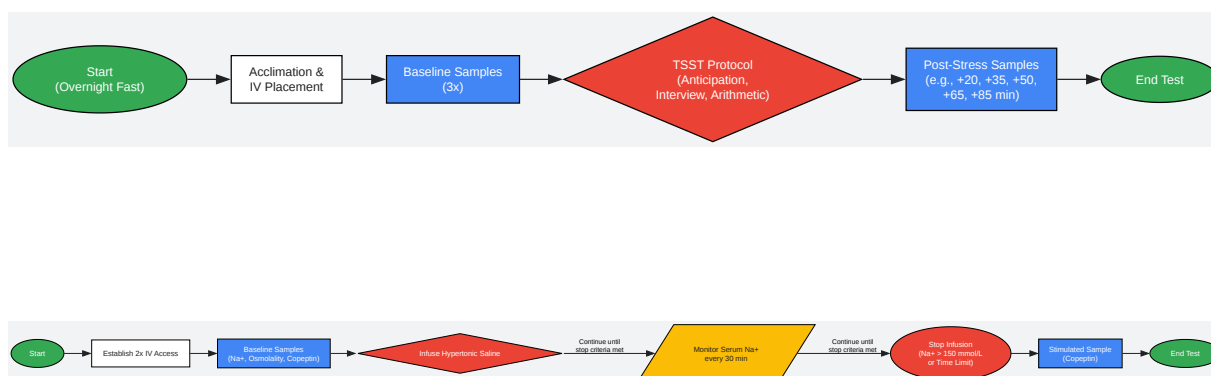 Start
(Overnight Fast)
Acclimation &
IV Placement
Baseline Samples
(3x)
TSST Protocol
(Anticipation,
Interview, Arithmetic)
Post-Stress Samples
(e.g., +20, +35, +50,
+65, +85 min)
End Test
Start
Establish 2x IV Access
Baseline Samples
(Na+, Osmolality, Copeptin)
Infuse Hypertonic Saline
Continue until
stop criteria met
Monitor Serum Na+
every 30 min
Continue until
stop criteria met
Stop Infusion
(Na+ > 150 mmol/L
or Time Limit)
Stimulated Sample
(Copeptin)
End Test